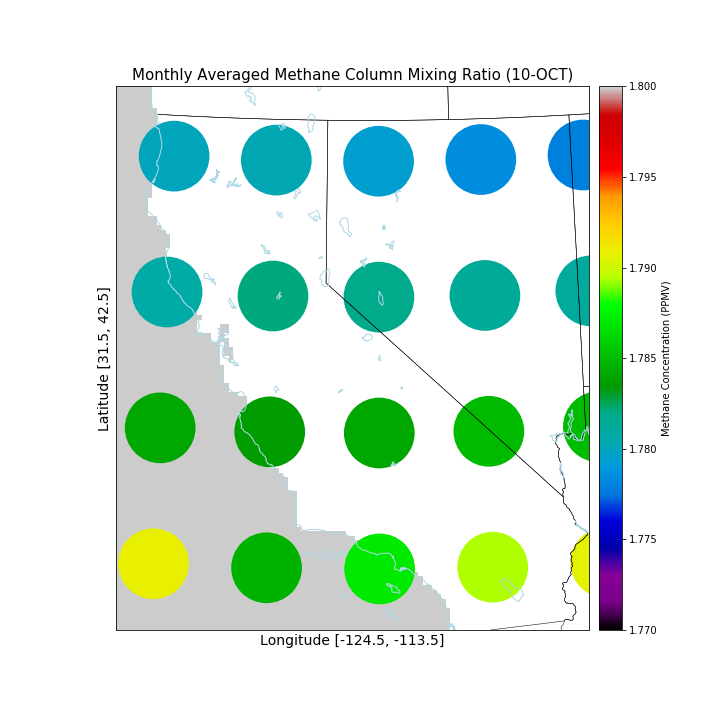 Monthly Averaged Methane Column Mixing Ratio (10-OCT)
Latitude [31.5, 42.5]
Longitude [-124.5, -113.5]
1.800
1.795
1.790
1.785
1.780
1.775
1.770
Methane Concentration (PPMV)